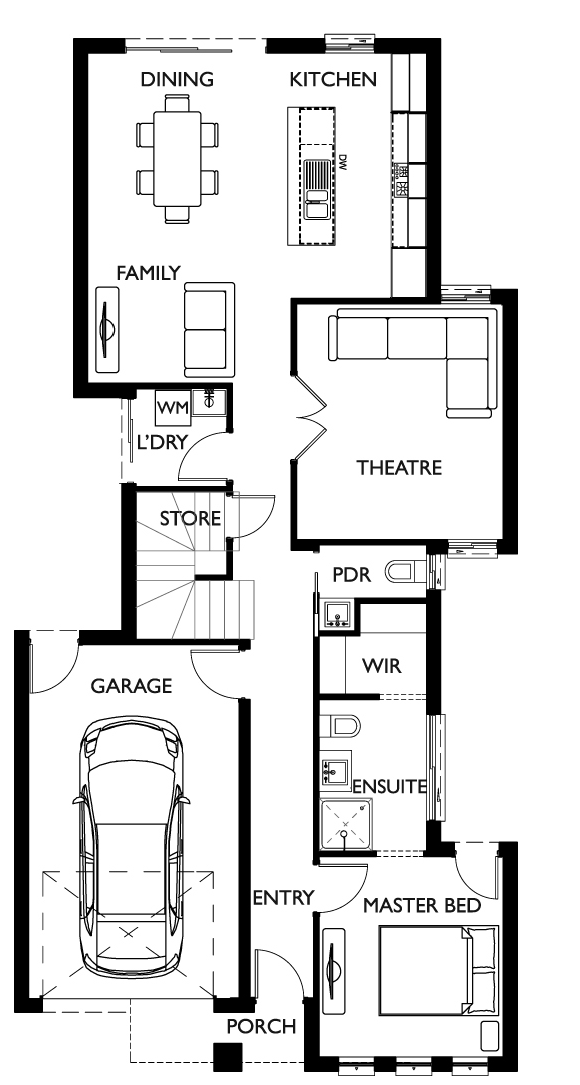 DINING
KITCHEN
DW
FAMILY
WM
L'DRY
THEATRE
STORE
PDR
WIR
GARAGE
ENSUITE
ENTRY
MASTER BED
PORCH